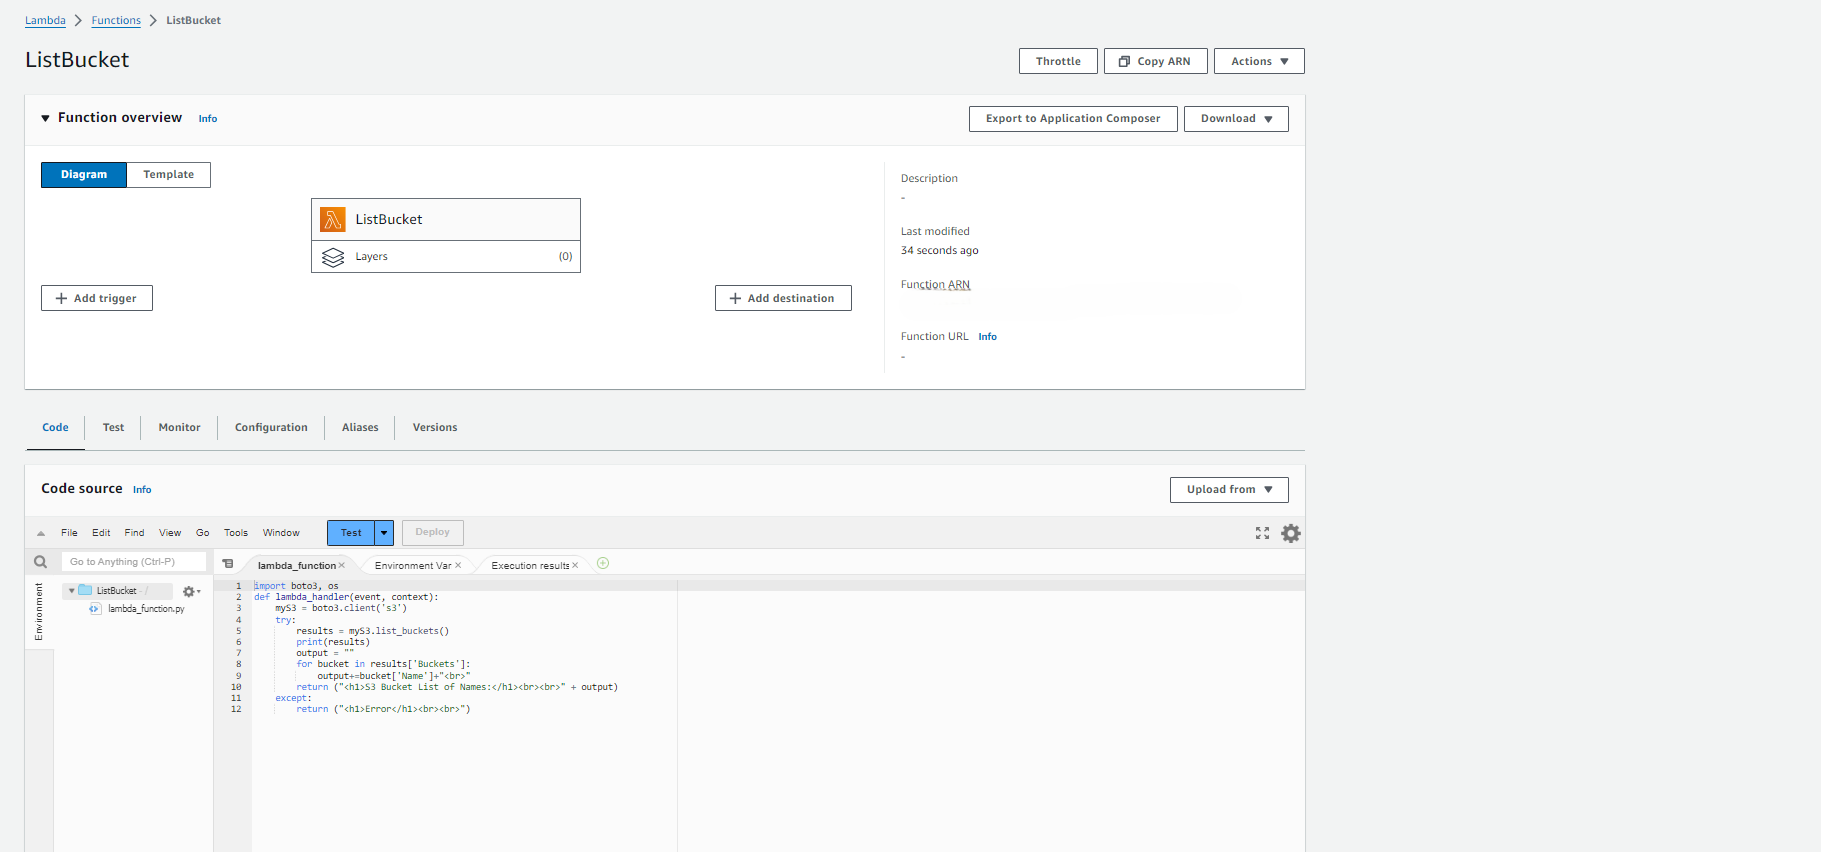 Lambda > Functions > ListBucket
ListBucket
Throttle Copy ARN Actions
Function overview Info
Export to Application Composer Download
Diagram Template
ListBucket
Layers (0)
Add trigger
Add destination
Description
-
Last modified
34 seconds ago
Function ARN
Function URL Info
-
Code Test Monitor Configuration Aliases Versions
Code source Info
Upload from
File Edit Find View Go Tools Window Test Deploy
Go to Anything (Ctrl-P)
lambda_function Environment Var Execution results
Environment
ListBucket - /
lambda_function.py
1 import boto3, os
2 def lambda_handler(event, context):
3 myS3 = boto3.client('s3')
4 try:
5 results = myS3.list_buckets()
6 print(results)
7 output = ""
8 for bucket in results['Buckets']:
9 output+=bucket['Name']+"<br>"
10 return ("<h1>S3 Bucket List of Names:</h1><br><br>" + output)
11 except:
12 return ("<h1>Error</h1><br><br>")